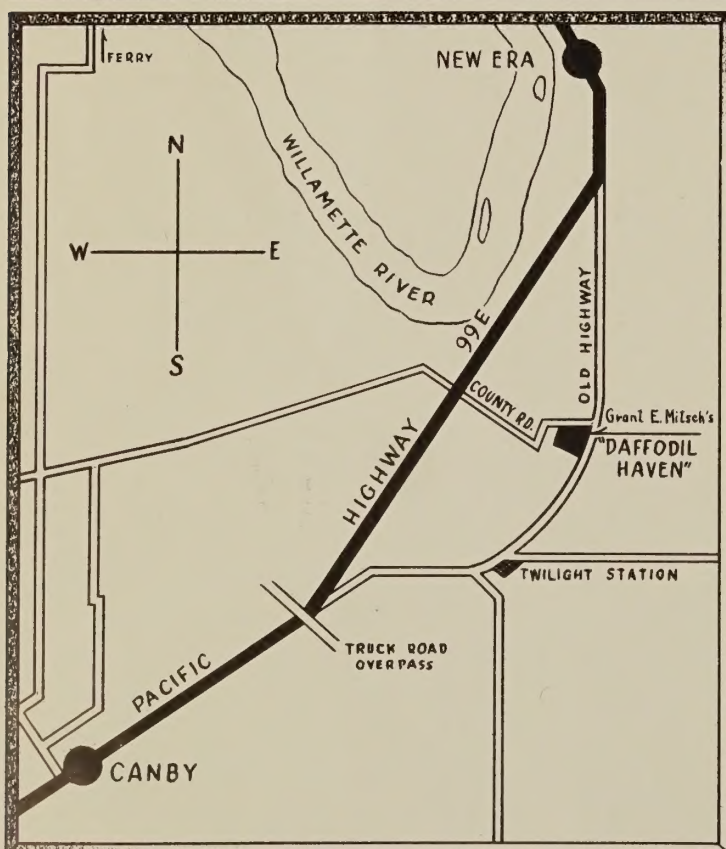 FERRY
NEW ERA
N
W
E
S
WILLAMETTE RIVER
99E
OLD HIGHWAY
COUNTY RD.
Grant E. Mitsch's
"DAFFODIL
HAVEN"
HIGHWAY
TWILIGHT STATION
TRUCK ROAD
OVERPASS
PACIFIC
CANBY